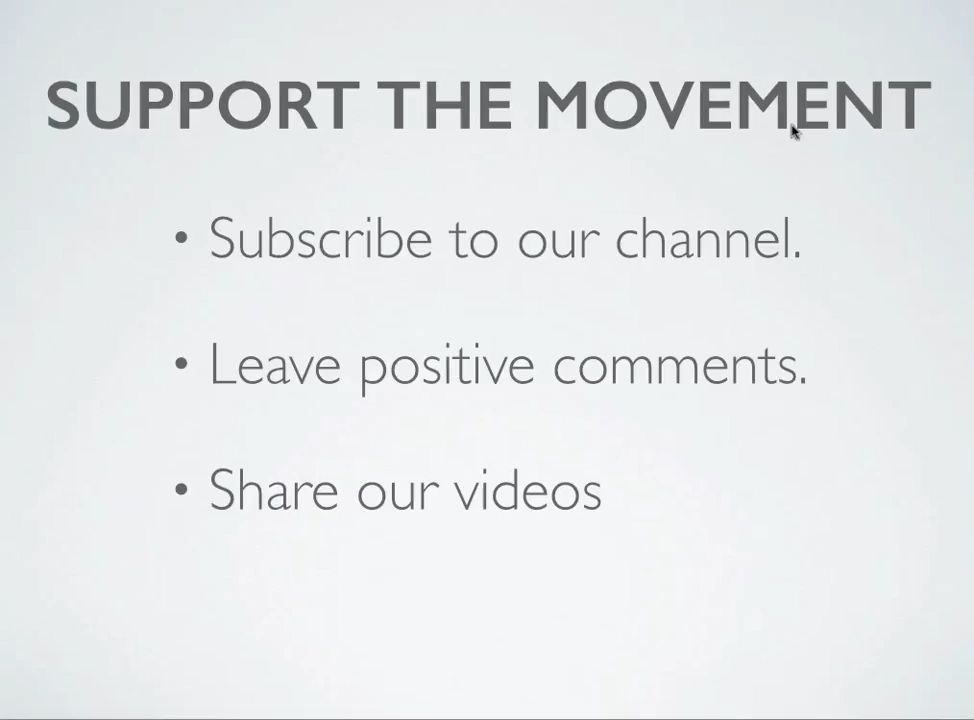 SUPPORT THE MOVEMENT
• Subscribe to our channel.
• Leave positive comments.
• Share our videos